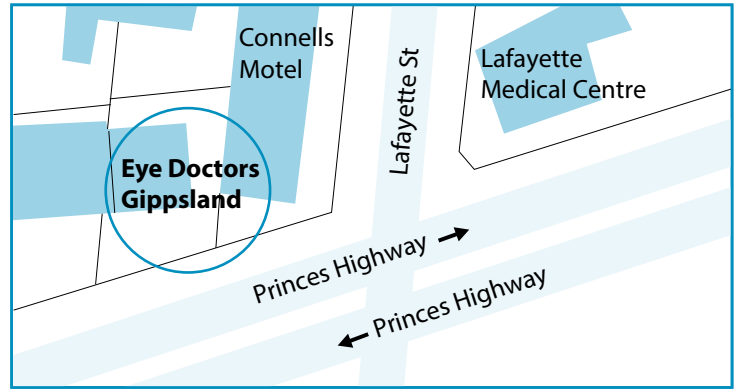 Connells
Motel
Lafayette St
Lafayette
Medical Centre
Eye Doctors
Gippsland
Princes Highway
Princes Highway